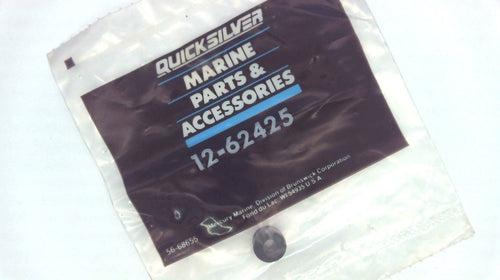 QUICKSILVER
MARINE
PARTS &
ACCESSORIES
12-62425
Mercury Marine, Division of Brunswick Corporation
Fond du Lac, WI 54935 U S A
56-68656